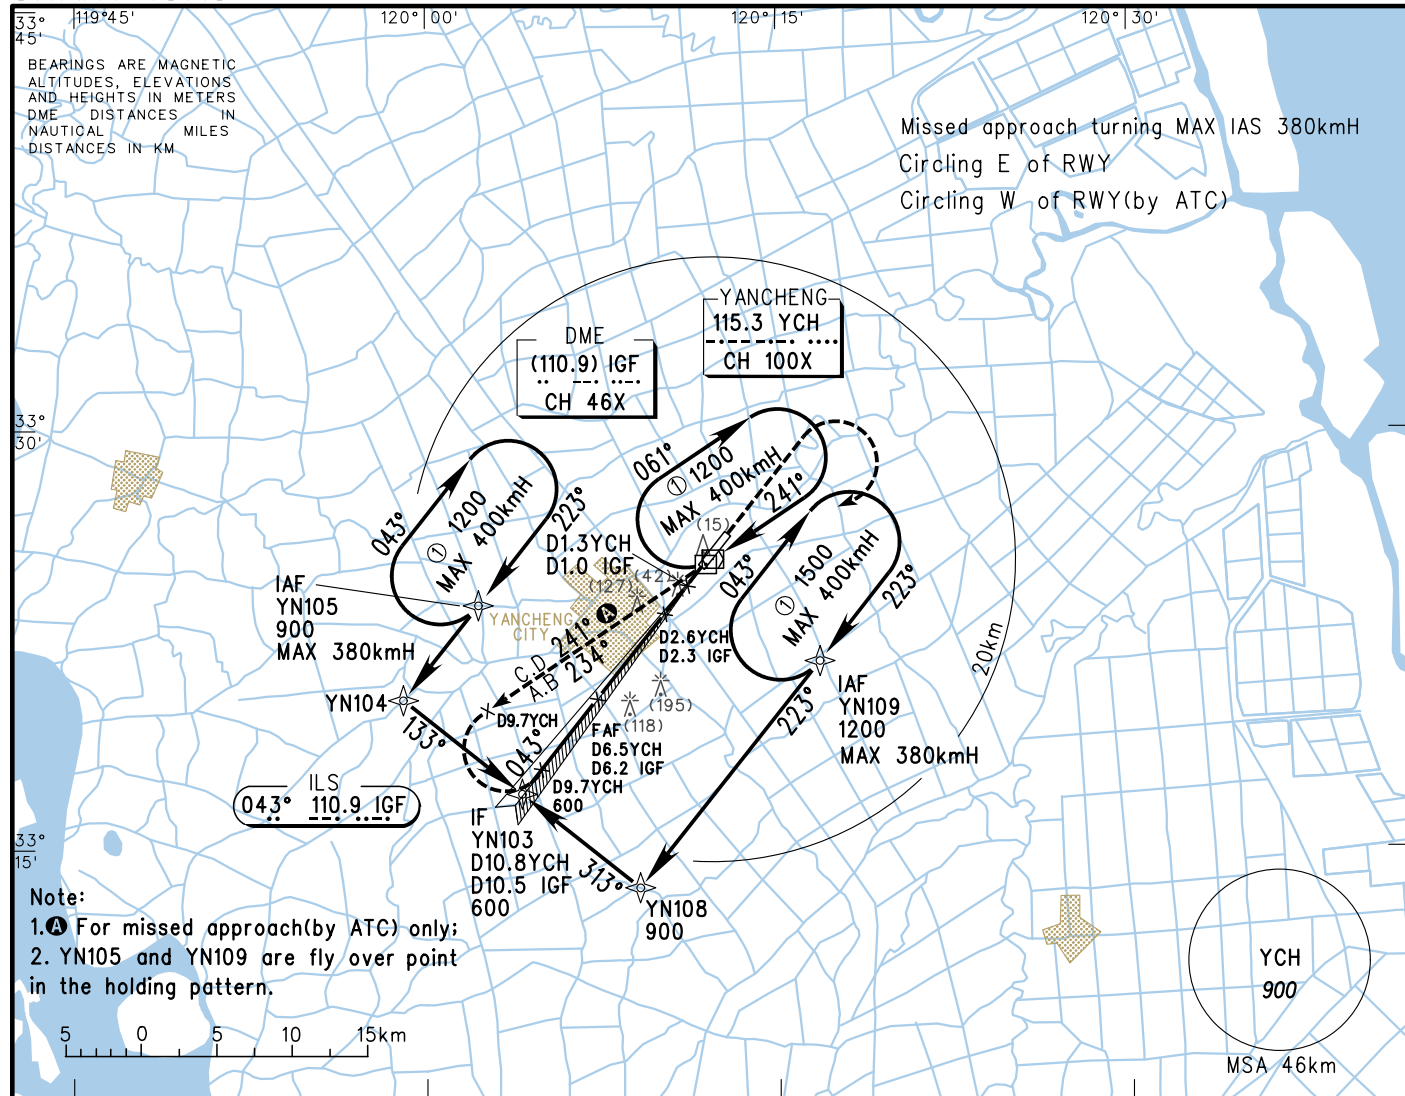 33°
45'
119°45'
120°00'
120°15'
120°30'
BEARINGS ARE MAGNETIC
ALTITUDES, ELEVATIONS
AND HEIGHTS IN METERS
DME DISTANCES IN
NAUTICAL MILES
DISTANCES IN KM
Missed approach turning MAX IAS 380kmH
Circling E of RWY
Circling W of RWY(by ATC)
YANCHENG
115.3 YCH
CH 100X
DME
(110.9) IGF
CH 46X
33°
30'
043°
① 1200
MAX 400kmH
223°
061°
① 1200
MAX 400kmH
241°
(15)
043°
① 1500
MAX 400kmH
223°
D1.3YCH
D1.0 IGF
(127)
(42)
IAF
YN105
900
MAX 380kmH
YANCHENG
CITY
A
C.D 241°
A.B 234°
D2.6YCH
D2.3 IGF
20km
YN104
133°
D9.7YCH
043°
(195)
(118)
FAF
D6.5YCH
D6.2 IGF
223°
IAF
YN109
1200
MAX 380kmH
D9.7YCH
600
ILS
043° 110.9 IGF
IF
YN103
D10.8YCH
D10.5 IGF
600
313°
YN108
900
33°
15'
Note:
1.A For missed approach(by ATC) only;
2. YN105 and YN109 are fly over point
in the holding pattern.
5 0 5 10 15km
YCH
900
MSA 46km